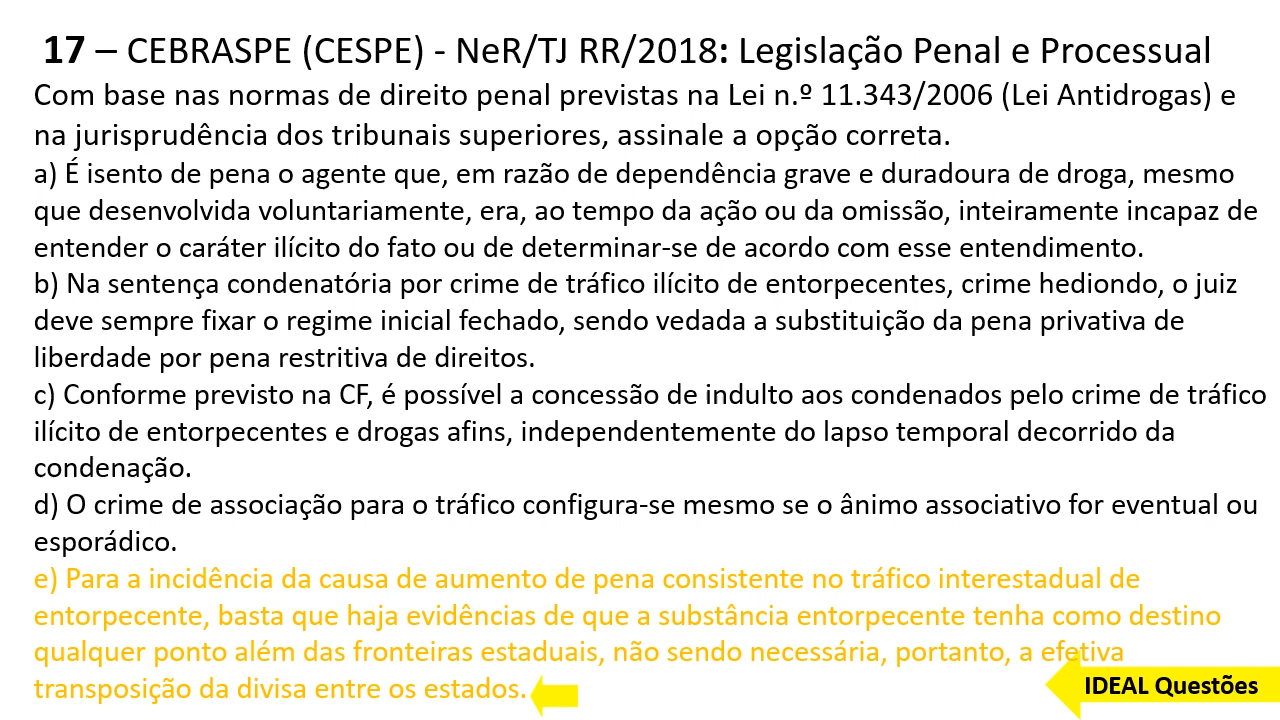 17 – CEBRASPE (CESPE) - NeR/TJ RR/2018: Legislação Penal e Processual
Com base nas normas de direito penal previstas na Lei n.º 11.343/2006 (Lei Antidrogas) e
na jurisprudência dos tribunais superiores, assinale a opção correta.
a) É isento de pena o agente que, em razão de dependência grave e duradoura de droga, mesmo
que desenvolvida voluntariamente, era, ao tempo da ação ou da omissão, inteiramente incapaz de
entender o caráter ilícito do fato ou de determinar-se de acordo com esse entendimento.
b) Na sentença condenatória por crime de tráfico ilícito de entorpecentes, crime hediondo, o juiz
deve sempre fixar o regime inicial fechado, sendo vedada a substituição da pena privativa de
liberdade por pena restritiva de direitos.
c) Conforme previsto na CF, é possível a concessão de indulto aos condenados pelo crime de tráfico
ilícito de entorpecentes e drogas afins, independentemente do lapso temporal decorrido da
condenação.
d) O crime de associação para o tráfico configura-se mesmo se o ânimo associativo for eventual ou
esporádico.
e) Para a incidência da causa de aumento de pena consistente no tráfico interestadual de
entorpecente, basta que haja evidências de que a substância entorpecente tenha como destino
qualquer ponto além das fronteiras estaduais, não sendo necessária, portanto, a efetiva
transposição da divisa entre os estados.
IDEAL Questões